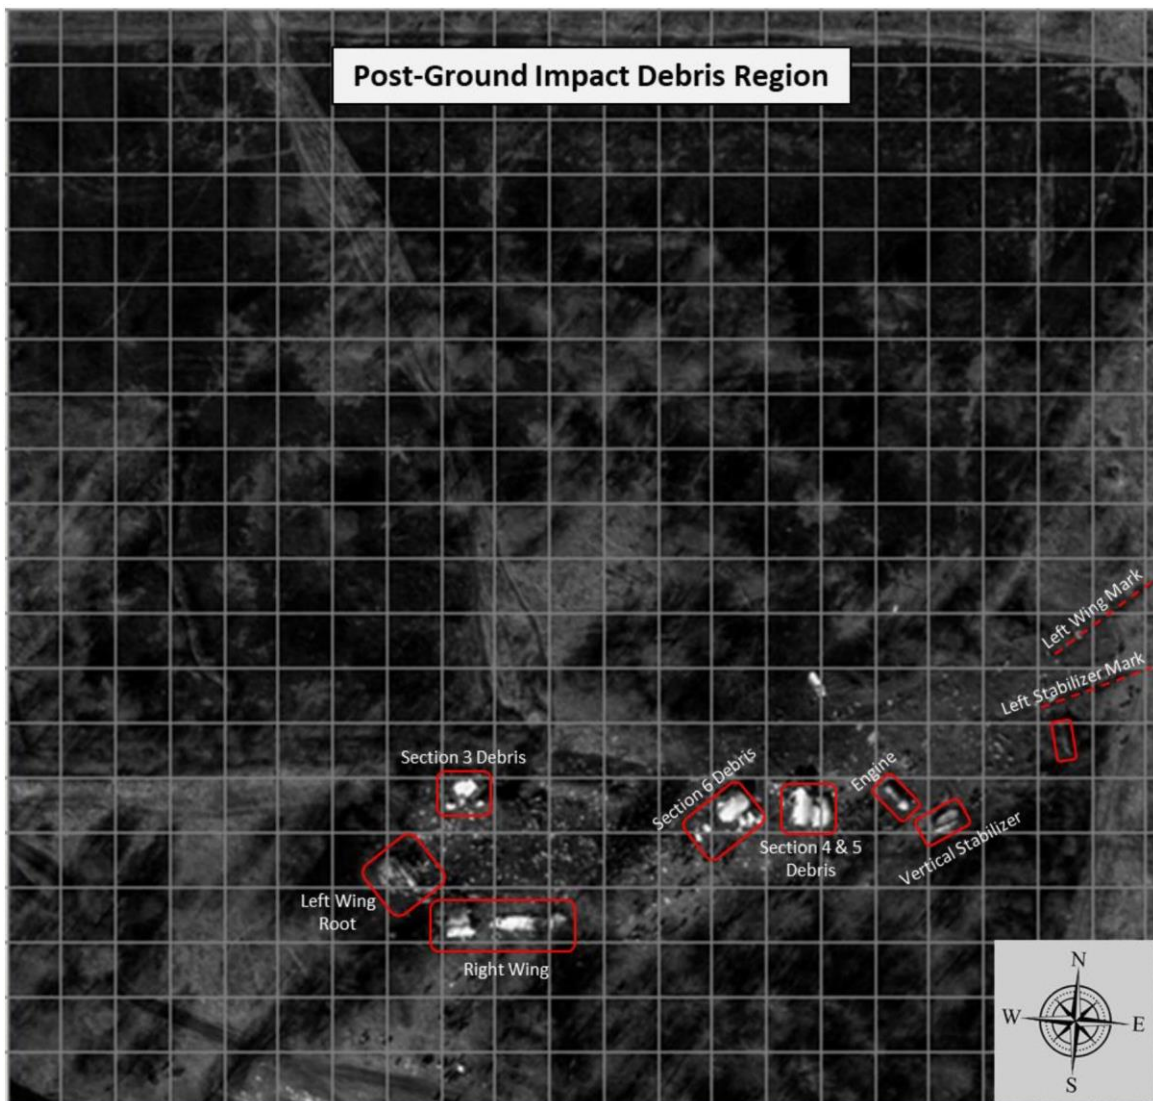 Post-Ground Impact Debris Region
Left Wing Mark
Left Stabilizer Mark
Section 3 Debris
Section 6 Debris
Engine
Section 4 & 5
Debris
Vertical Stabilizer
Left Wing
Root
Right Wing
N
W
E
S